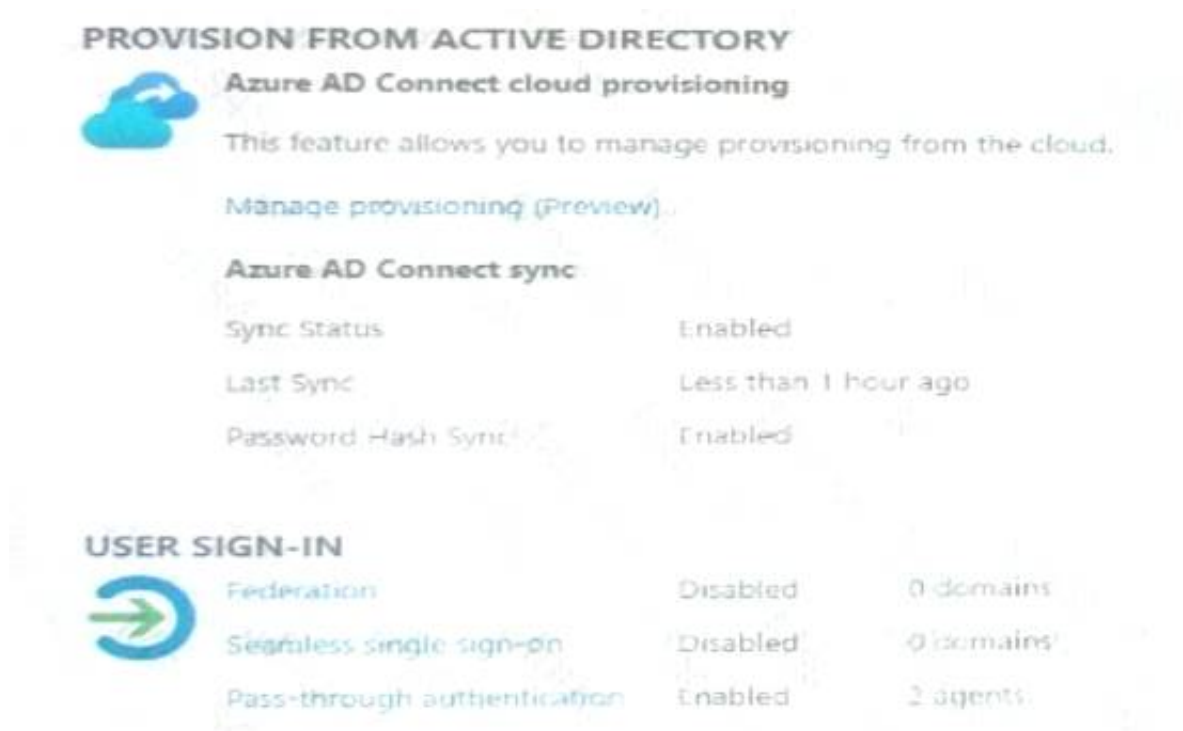 PROVISION FROM ACTIVE DIRECTORY
Azure AD Connect cloud provisioning
This feature allows you to manage provisioning from the cloud.
Manage provisioning (Preview)
Azure AD Connect sync
Sync Status Enabled
Last Sync Less than 1 hour ago
Password Hash Sync Enabled
USER SIGN-IN
Federation Disabled 0 domains
Seamless single sign-on Disabled 0 domains
Pass-through authentication Enabled 2 agents